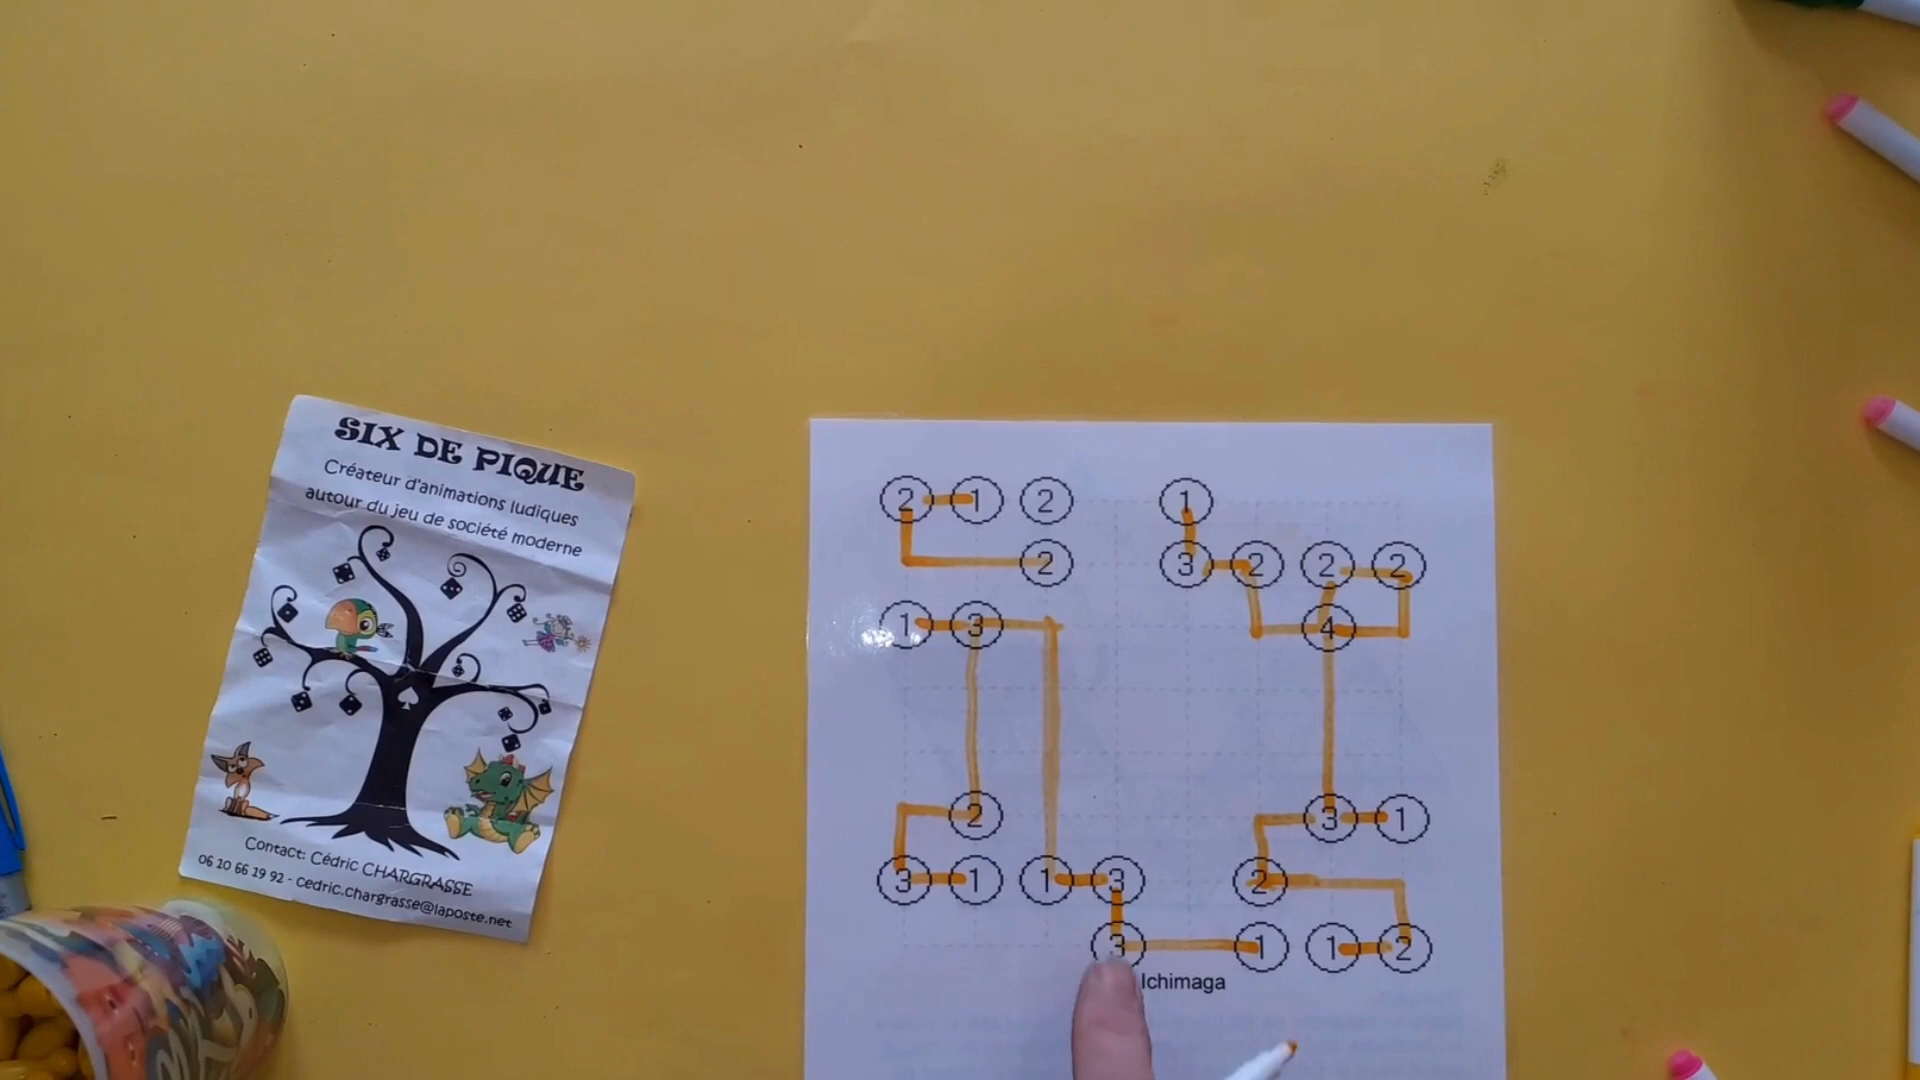 SIX DE PIQUE
Créateur d'animations ludiques
autour du jeu de société moderne
Contact: Cédric CHARGRASSE
06 10 66 19 92 - cedric.chargrasse@laposte.net
2 1 2 1
2 3 2 2 2
1 3 4
2 3 1
3 1 1 3 2
3 1 1 2
Ichimaga